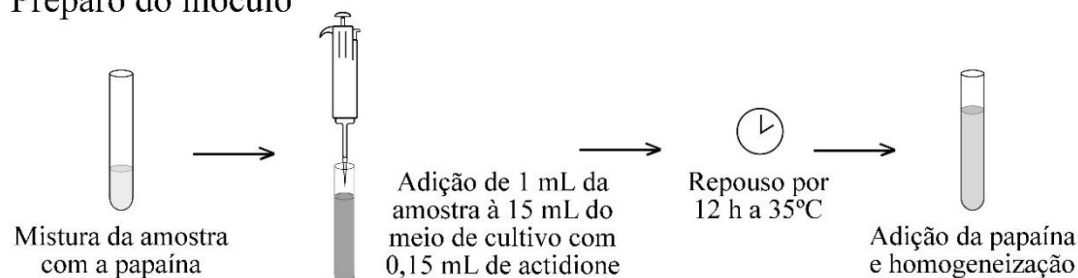 Preparo do inóculo
Mistura da amostra
com a papaína
Adição de 1 mL da
amostra à 15 mL do
meio de cultivo com
0,15 mL de actidione
Repouso por
12 h a 35ºC
Adição da papaína
e homogeneização